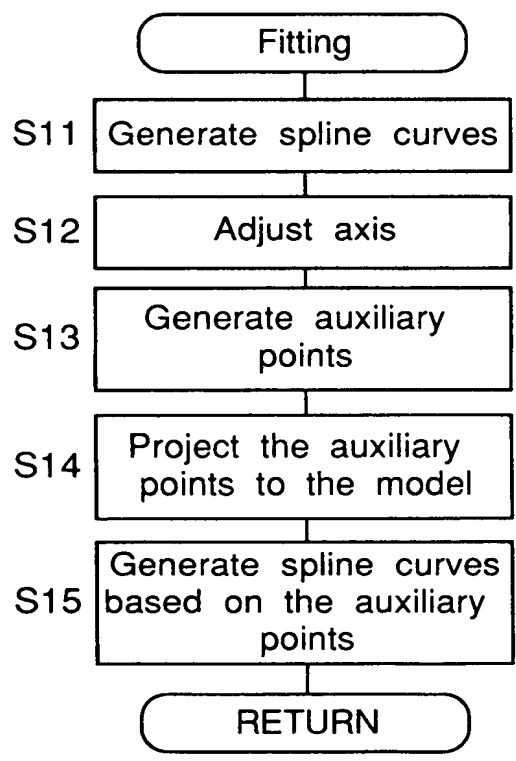 Fitting
S11 Generate spline curves
S12 Adjust axis
S13 Generate auxiliary
points
S14 Project the auxiliary
points to the model
Generate spline curves
S15 based on the auxiliary
points
RETURN